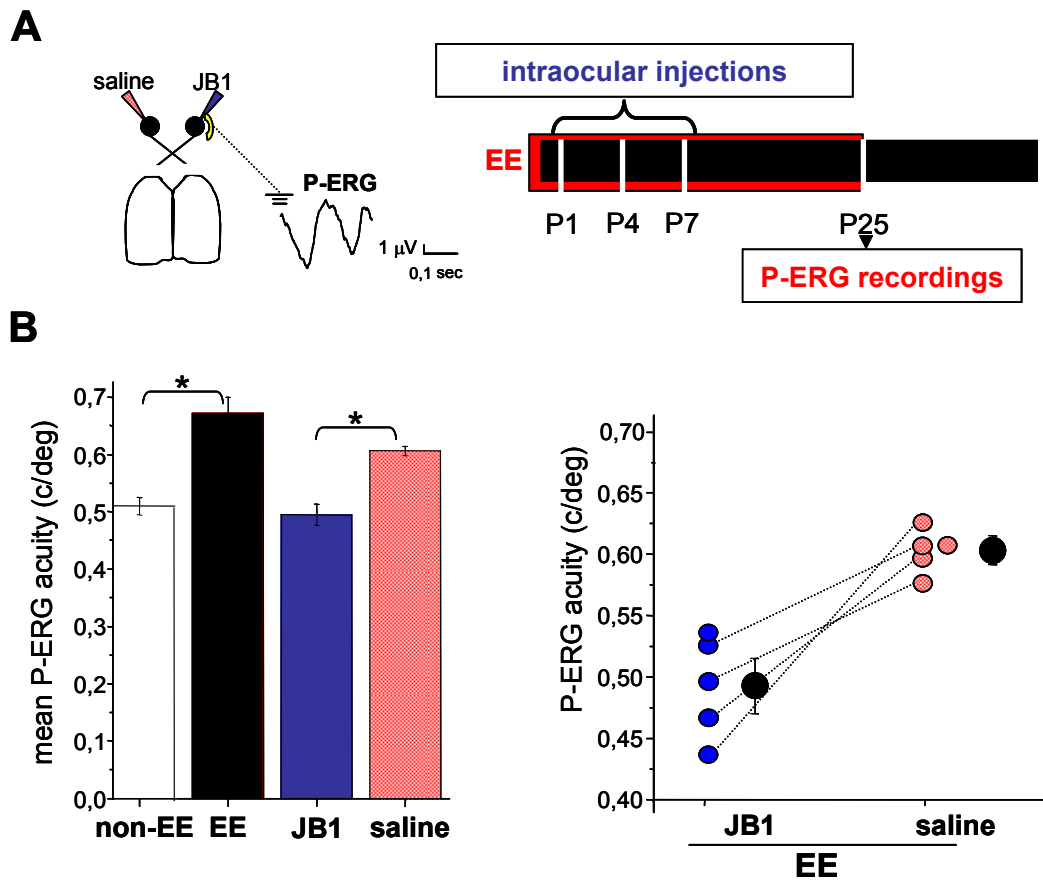 A
saline
JB1
P-ERG
1 µV
0,1 sec
intraocular injections
EE
P1 P4 P7 P25
P-ERG recordings
B
mean P-ERG acuity (c/deg)
0,7
0,6
0,5
0,4
0,3
0,2
0,1
0,0
*
*
non-EE EE JB1 saline
P-ERG acuity (c/deg)
0,70
0,65
0,60
0,55
0,50
0,45
0,40
JB1 saline
EE